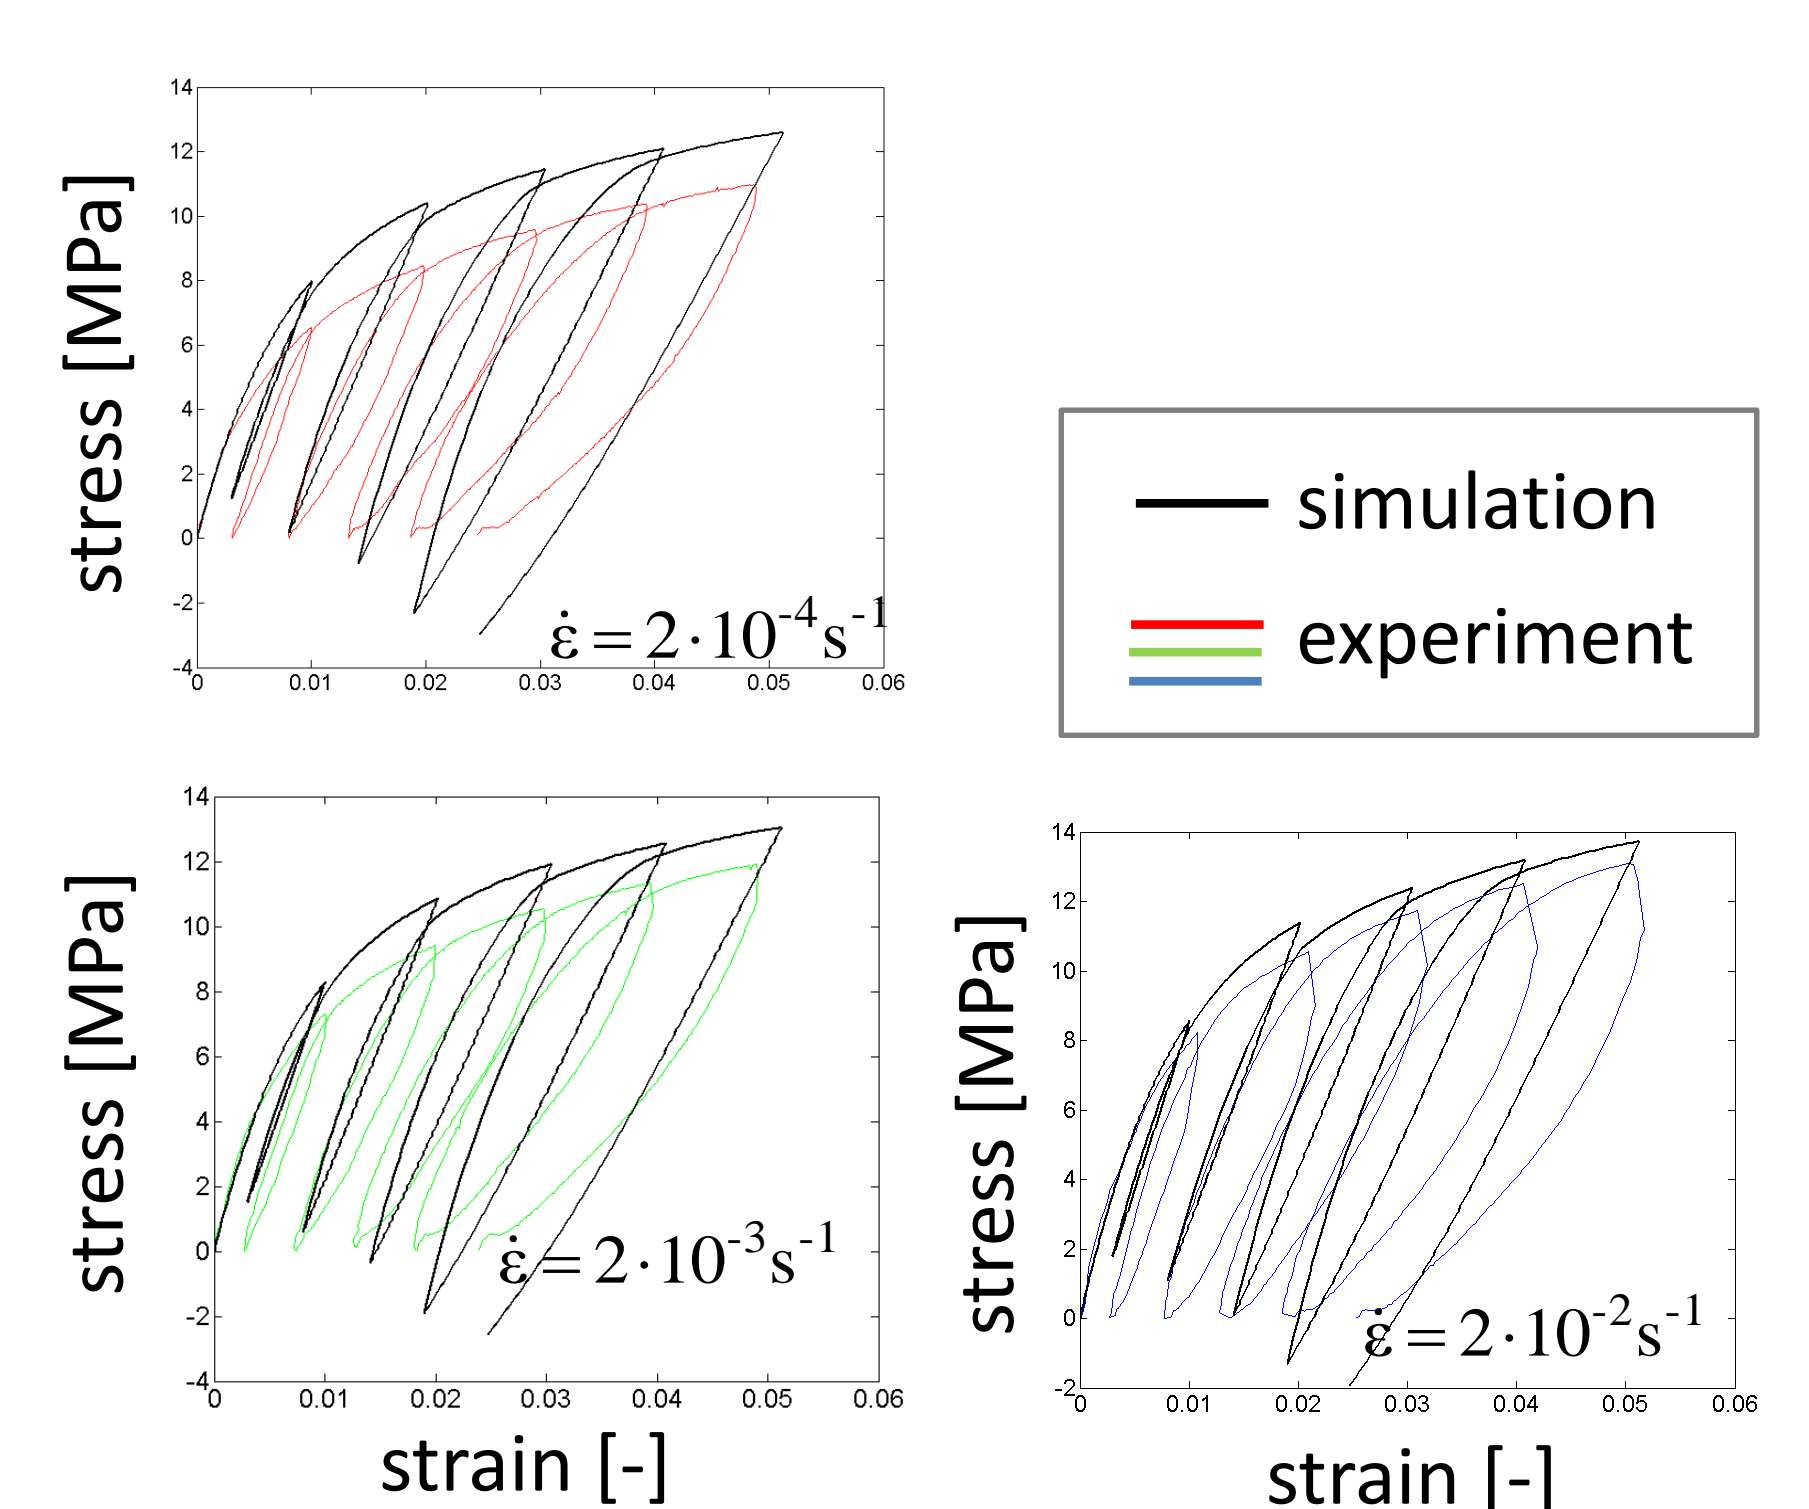 stress [MPa]
14
12
10
8
6
4
2
0
-2
-4
0 0.01 0.02 0.03 0.04 0.05 0.06
ε̇ = 2·10⁻⁴s⁻¹
simulation
experiment
stress [MPa]
14
12
10
8
6
4
2
0
-2
-4
0 0.01 0.02 0.03 0.04 0.05 0.06
ε̇ = 2·10⁻³s⁻¹
strain [-]
stress [MPa]
14
12
10
8
6
4
2
0
-2
0 0.01 0.02 0.03 0.04 0.05 0.06
ε̇ = 2·10⁻²s⁻¹
strain [-]